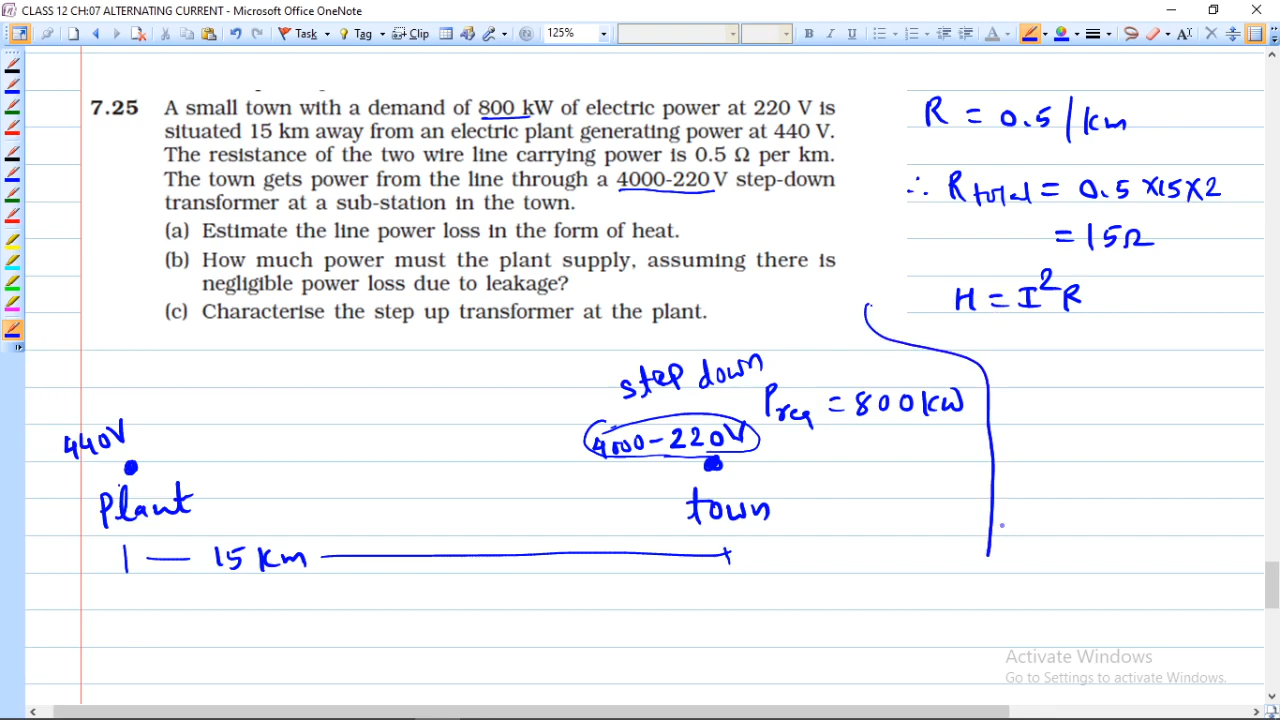 CLASS 12 CH:07 ALTERNATING CURRENT - Microsoft Office OneNote
Task
Tag
Clip
125%
B I U
7.25 A small town with a demand of 800 kW of electric power at 220 V is
situated 15 km away from an electric plant generating power at 440 V.
The resistance of the two wire line carrying power is 0.5 Ω per km.
The town gets power from the line through a 4000-220 V step-down
transformer at a sub-station in the town.
(a) Estimate the line power loss in the form of heat.
(b) How much power must the plant supply, assuming there is
negligible power loss due to leakage?
(c) Characterise the step up transformer at the plant.
R = 0.5 / km
∴ Rtotal = 0.5 × 15 × 2
= 15Ω
H = I² R
step down
Preq = 800 kW
440V
4000 - 220V
Plant
town
15 km
Activate Windows
Go to Settings to activate Windows.